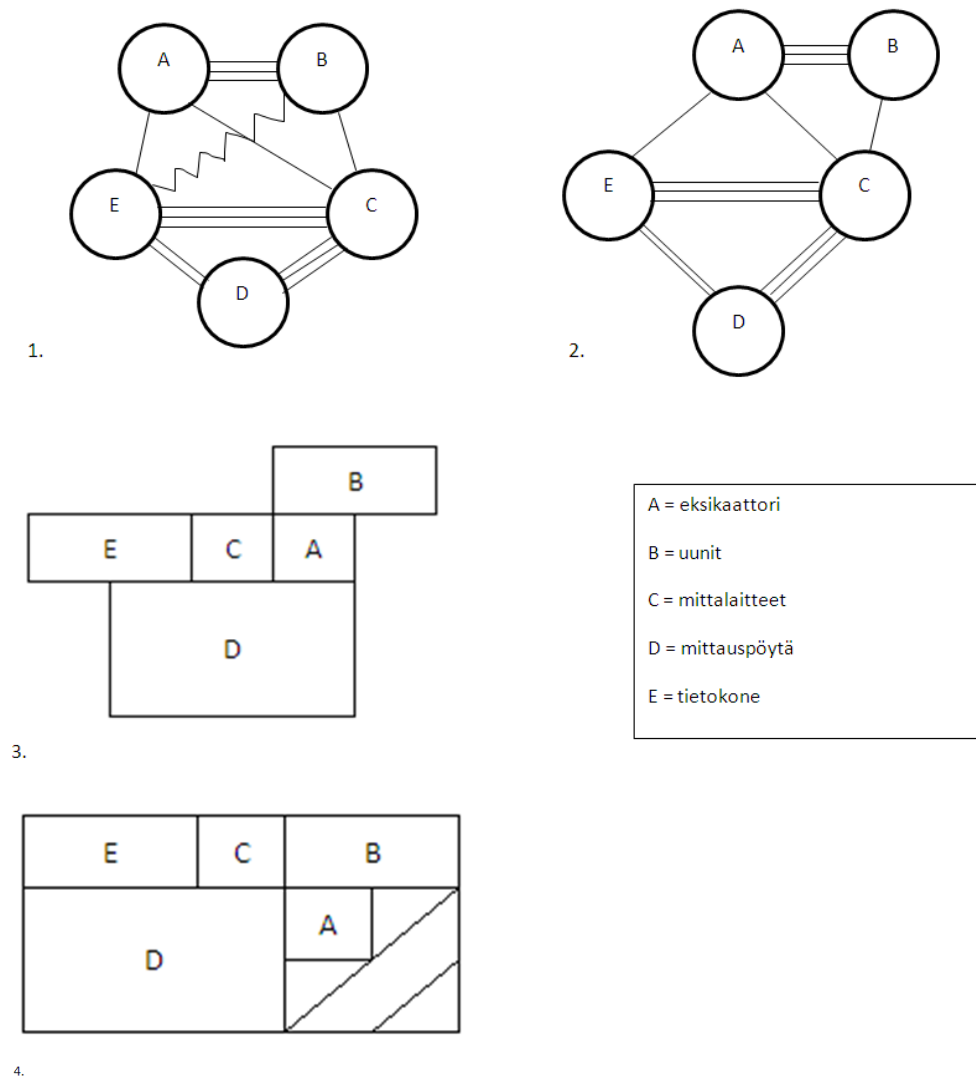 A
B
E
C
D
1.
A
B
E
C
D
2.
B
E
C
A
D
3.
A = eksikaattori
B = uunit
C = mittalaitteet
D = mittauspöytä
E = tietokone
E
C
B
A
D
4.